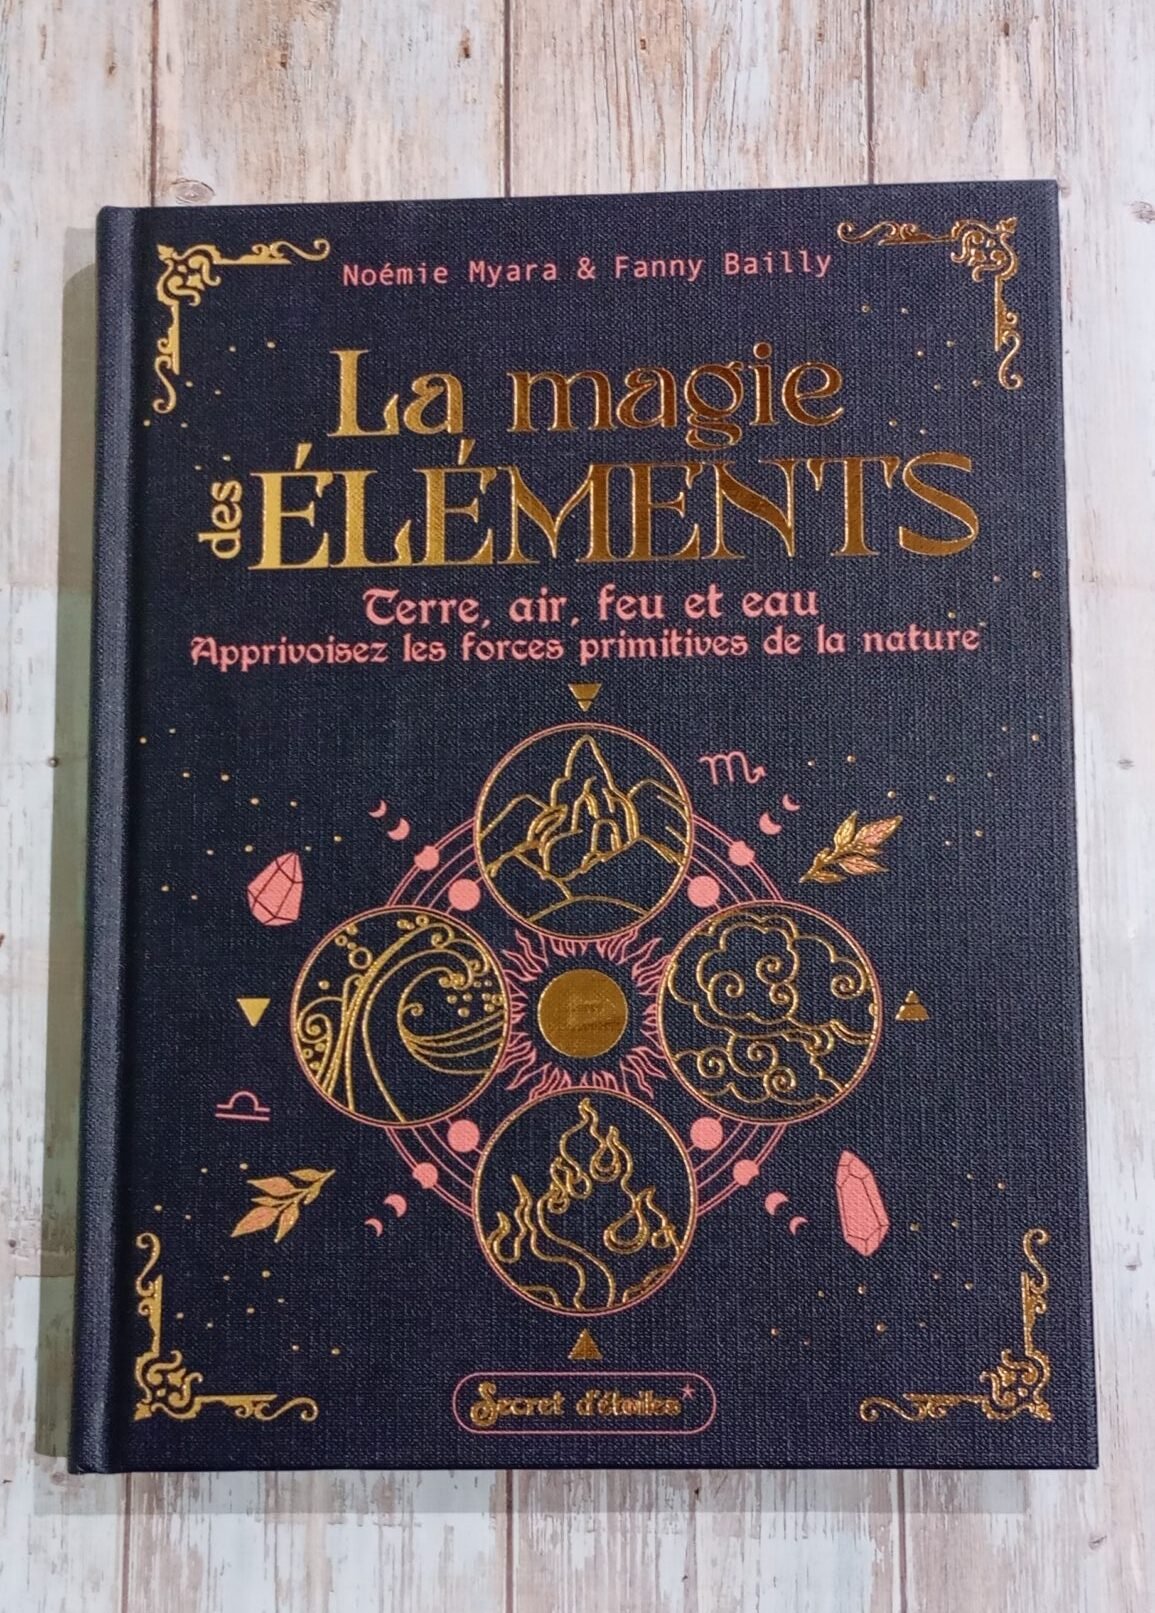 Noémie Myara & Fanny Bailly
La magie
des ÉLÉMENTS
Terre, air, feu et eau
Apprivoisez les forces primitives de la nature
Secret d'étoiles*